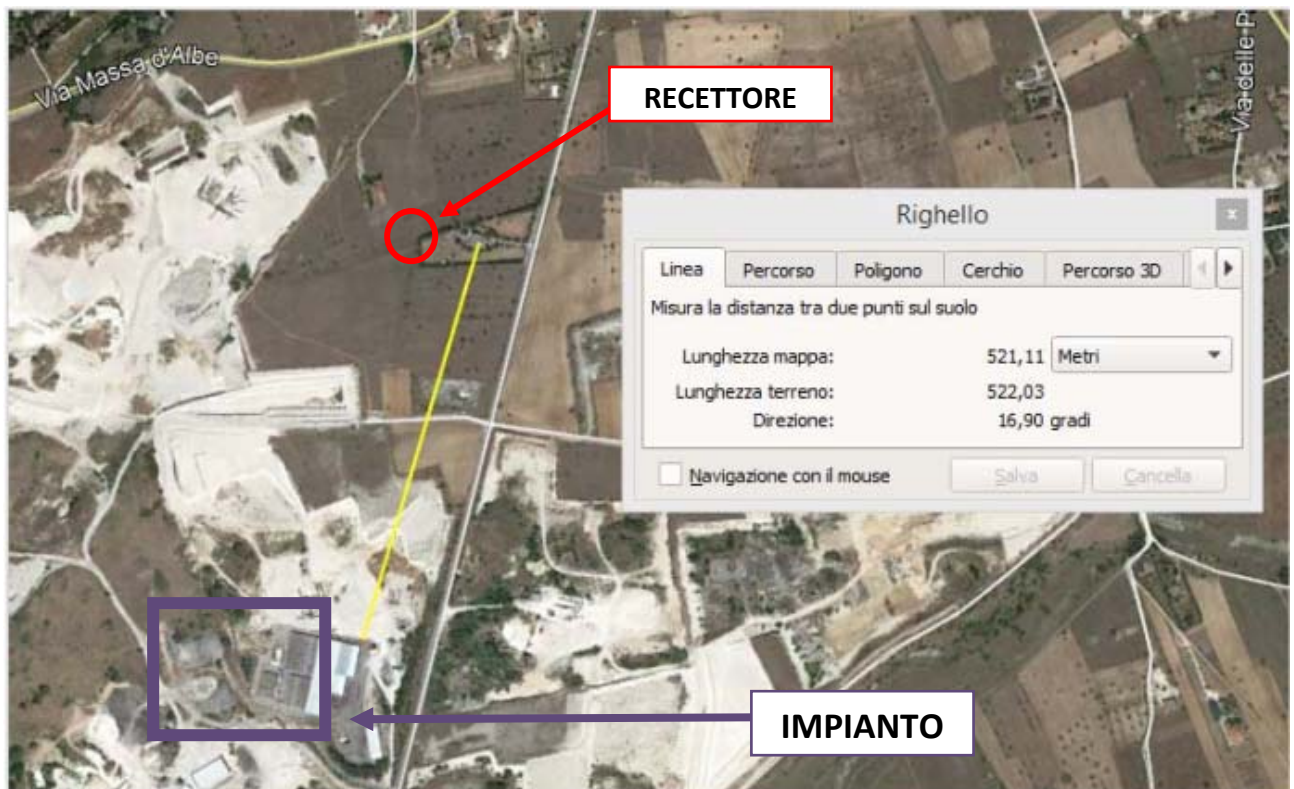 Via Massa d'Albe
Via delle P
RECETTORE
Righello
Linea Percorso Poligono Cerchio Percorso 3D
Misura la distanza tra due punti sul suolo
Lunghezza mappa: 521,11 Metri
Lunghezza terreno: 522,03
Direzione: 16,90 gradi
Navigazione con il mouse Salva Cancella
IMPIANTO